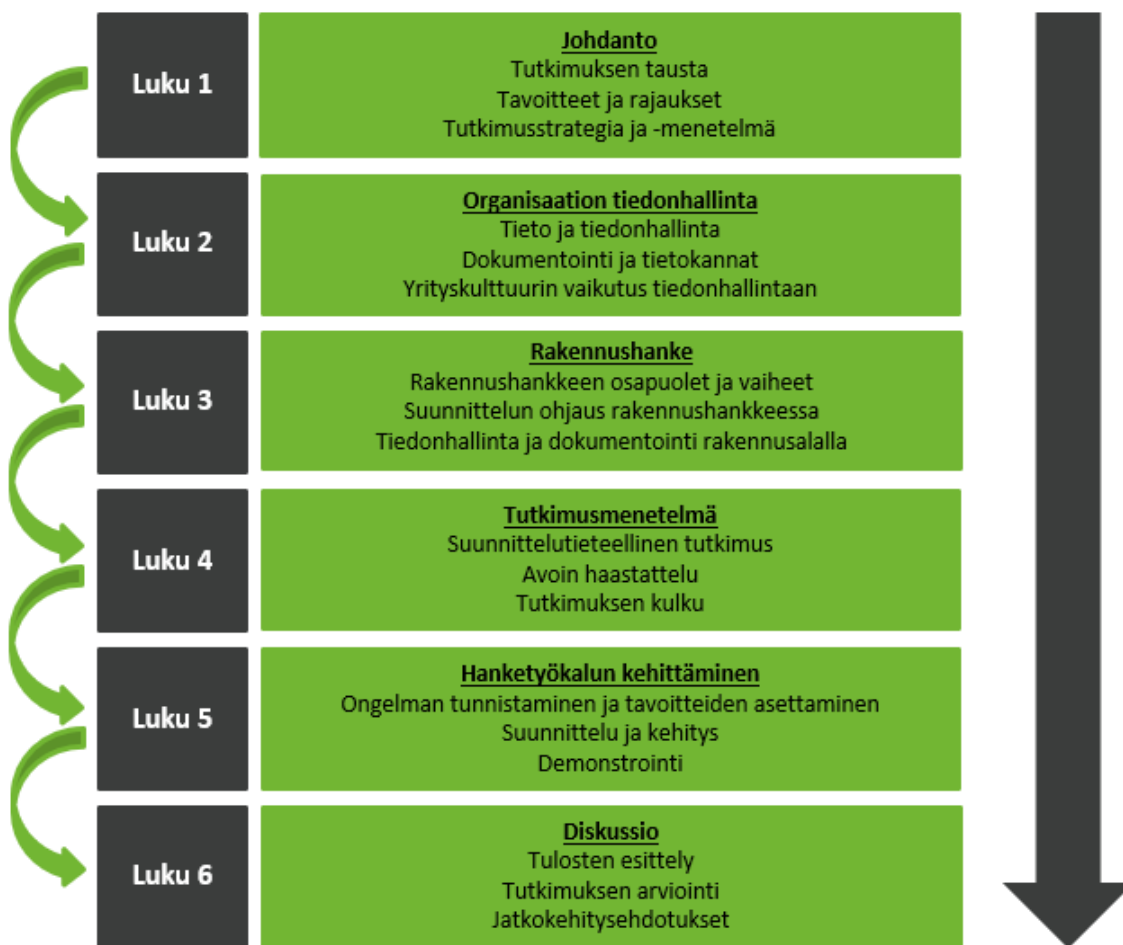 Luku 1
Johdanto
Tutkimuksen tausta
Tavoitteet ja rajaukset
Tutkimusstrategia ja -menetelmä
Luku 2
Organisaation tiedonhallinta
Tieto ja tiedonhallinta
Dokumentointi ja tietokannat
Yrityskulttuurin vaikutus tiedonhallintaan
Luku 3
Rakennushanke
Rakennushankkeen osapuolet ja vaiheet
Suunnittelun ohjaus rakennushankkeessa
Tiedonhallinta ja dokumentointi rakennusalalla
Luku 4
Tutkimusmenetelmä
Suunnittelutieteellinen tutkimus
Avoin haastattelu
Tutkimuksen kulku
Luku 5
Hanketyökalun kehittäminen
Ongelman tunnistaminen ja tavoitteiden asettaminen
Suunnittelu ja kehitys
Demonstrointi
Luku 6
Diskussio
Tulosten esittely
Tutkimuksen arviointi
Jatkokehitysehdotukset